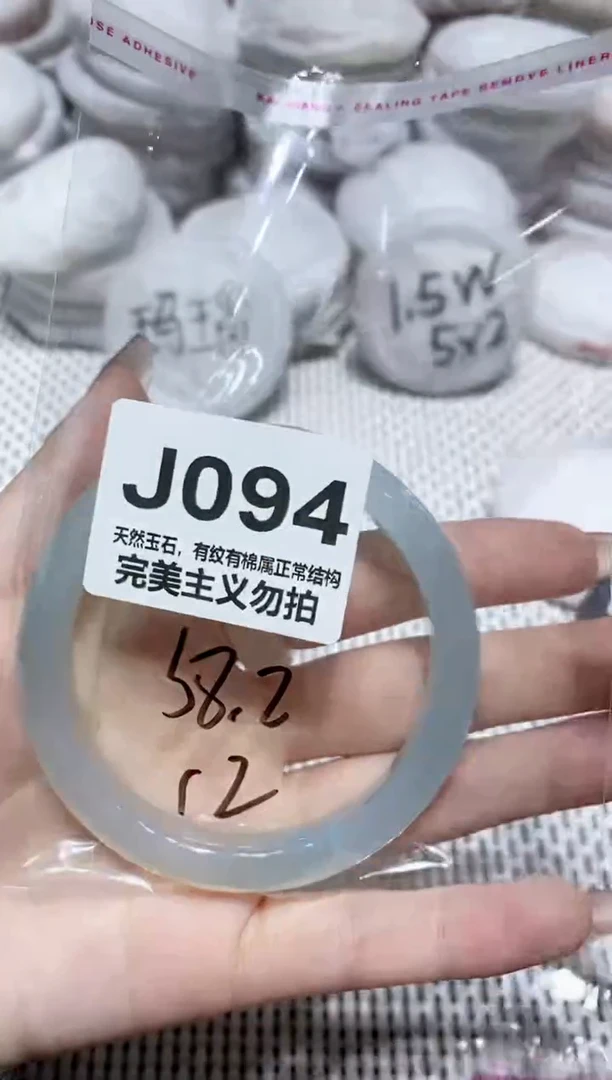 USE ADHESIVE
SEALING TAPE REMOVE LINER
玛瑙
1.5W
5x2
J094
天然玉石，有纹有棉属正常结构
完美主义勿拍
58.2
12